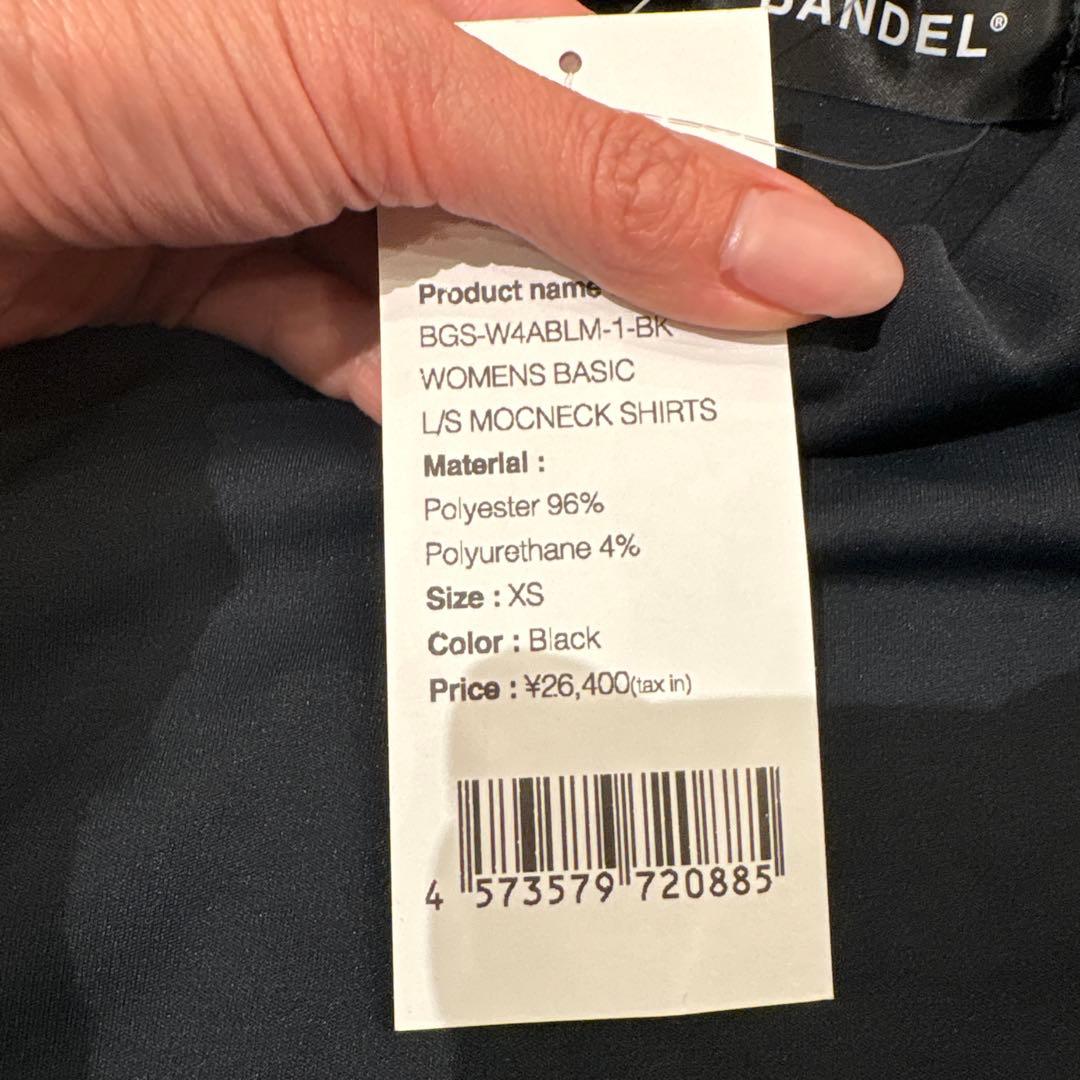 BANDEL®
Product name
BGS-W4ABLM-1-BK
WOMENS BASIC
L/S MOCNECK SHIRTS
Material :
Polyester 96%
Polyurethane 4%
Size : XS
Color : Black
Price : ¥26,400(tax in)
4 573579 720885